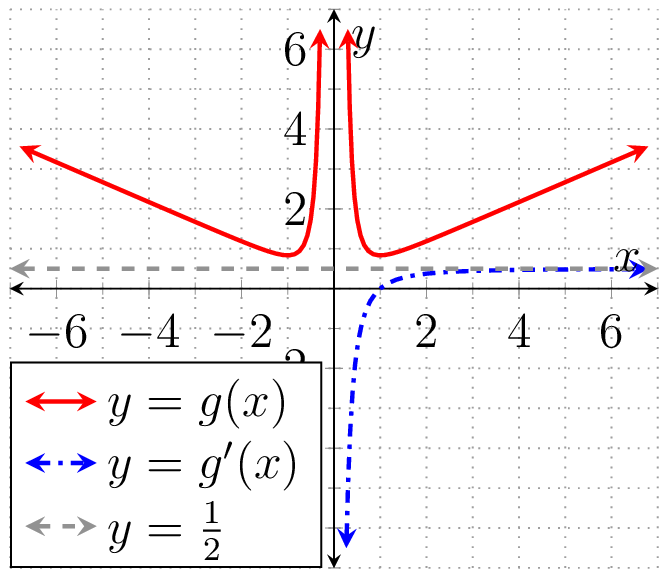 y
6
4
2
x
−6 −4 −2 2 4 6
y = g(x)
y = g′(x)
y = 1/2